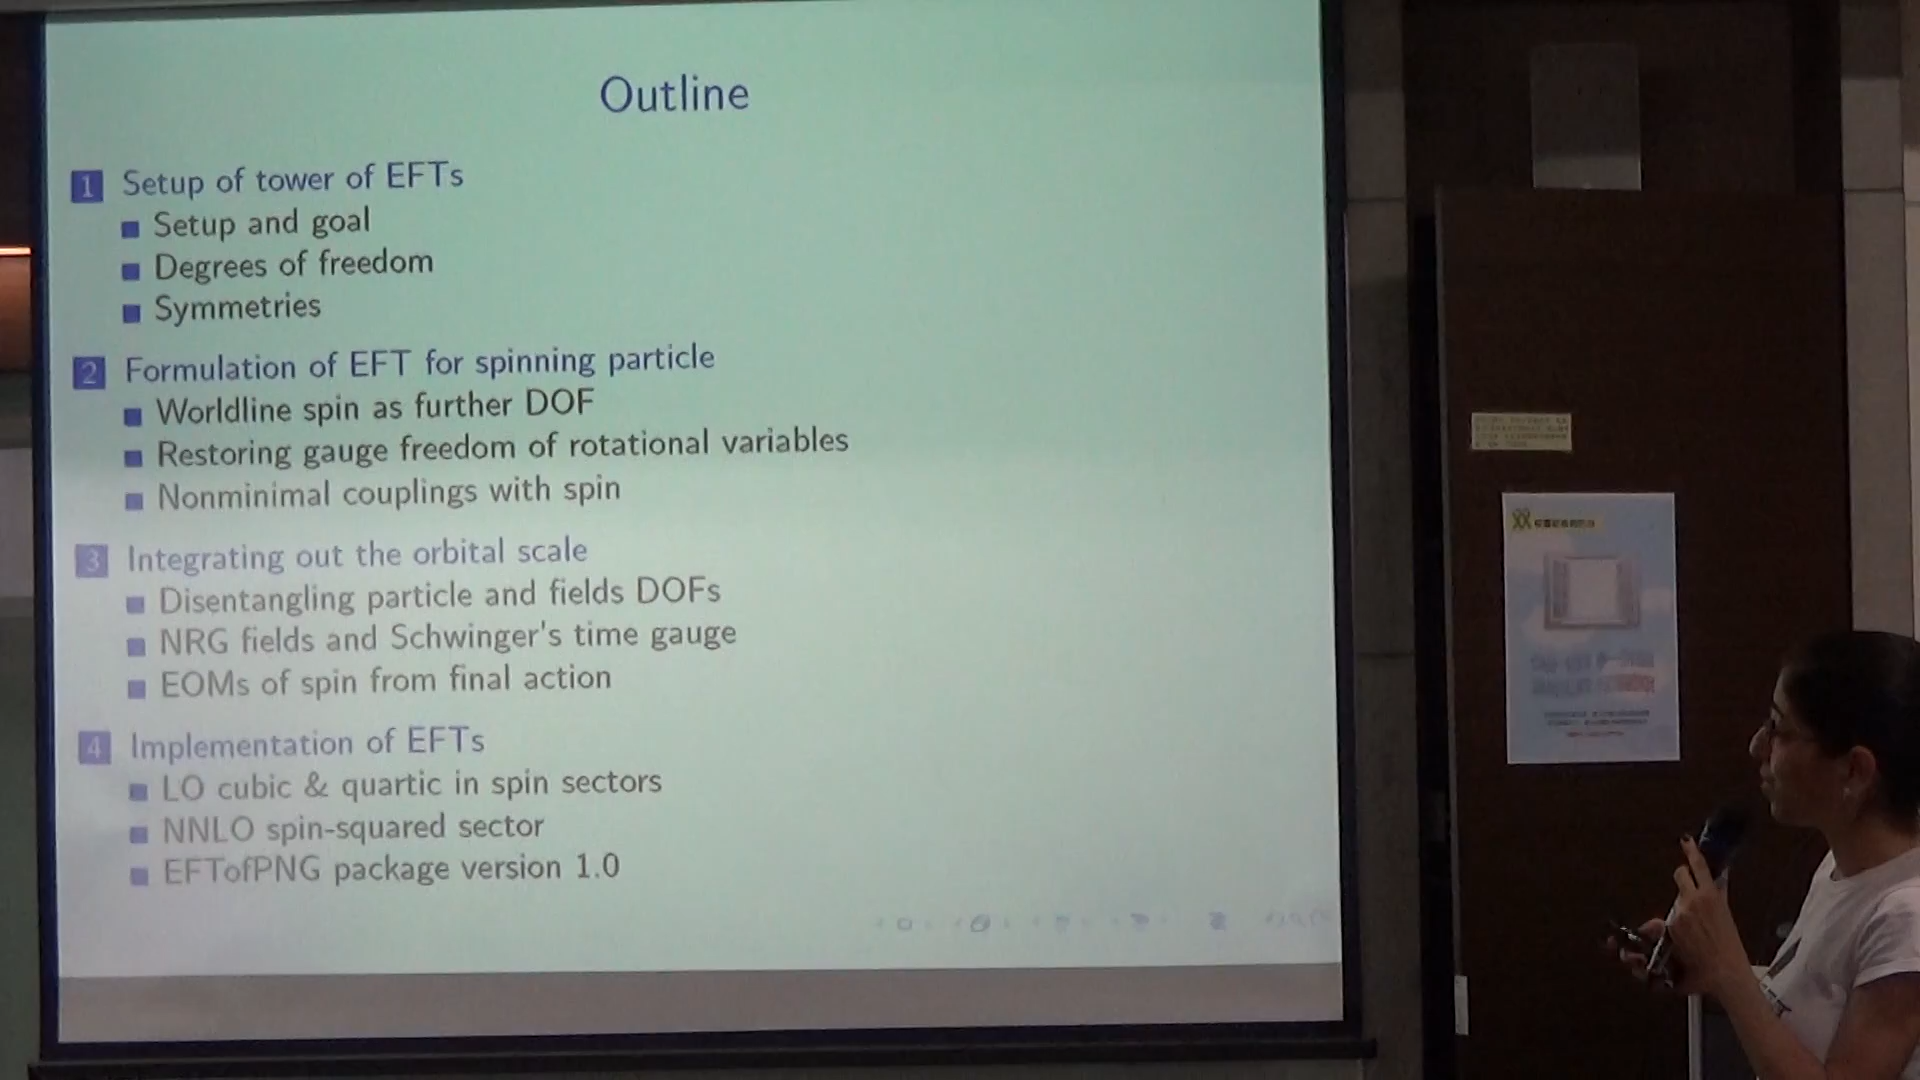 Outline
1 Setup of tower of EFTs
Setup and goal
Degrees of freedom
Symmetries
2 Formulation of EFT for spinning particle
Worldline spin as further DOF
Restoring gauge freedom of rotational variables
Nonminimal couplings with spin
3 Integrating out the orbital scale
Disentangling particle and fields DOFs
NRG fields and Schwinger's time gauge
EOMs of spin from final action
4 Implementation of EFTs
LO cubic & quartic in spin sectors
NNLO spin-squared sector
EFTofPNG package version 1.0